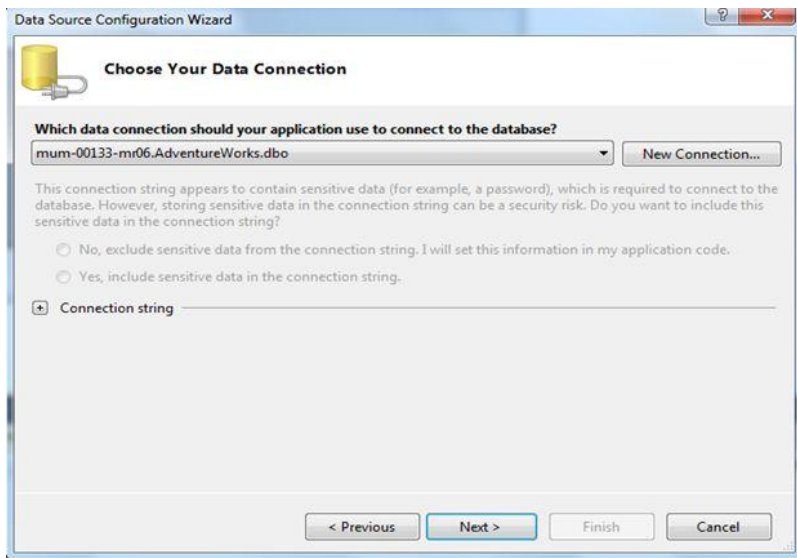 Data Source Configuration Wizard
Choose Your Data Connection
Which data connection should your application use to connect to the database?
mum-00133-mr06.AdventureWorks.dbo
New Connection...
This connection string appears to contain sensitive data (for example, a password), which is required to connect to the
database. However, storing sensitive data in the connection string can be a security risk. Do you want to include this
sensitive data in the connection string?
No, exclude sensitive data from the connection string. I will set this information in my application code.
Yes, include sensitive data in the connection string.
Connection string
< Previous
Next >
Finish
Cancel